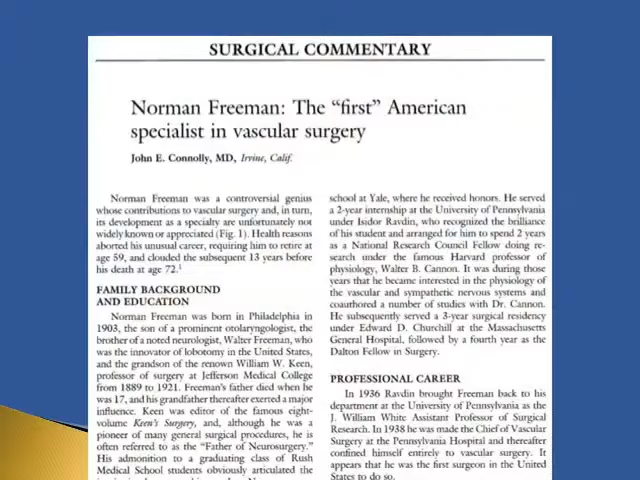 SURGICAL COMMENTARY
Norman Freeman: The “first” American
specialist in vascular surgery
John E. Connolly, MD, Irvine, Calif.
Norman Freeman was a controversial genius
whose contributions to vascular surgery and, in turn,
its development as a specialty are unfortunately not
widely known or appreciated (Fig. 1). Health reasons
aborted his unusual career, requiring him to retire at
age 59, and clouded the subsequent 13 years before
his death at age 72.1
FAMILY BACKGROUND
AND EDUCATION
Norman Freeman was born in Philadelphia in
1903, the son of a prominent otolaryngologist, the
brother of a noted neurologist, Walter Freeman, who
was the innovator of lobotomy in the United States,
and the grandson of the renown William W. Keen,
professor of surgery at Jefferson Medical College
from 1889 to 1921. Freeman's father died when he
was 17, and his grandfather thereafter exerted a major
influence. Keen was editor of the famous eight-
volume Keen's Surgery, and, although he was a
pioneer of many general surgical procedures, he is
often referred to as the “Father of Neurosurgery.”
His admonition to a graduating class of Rush
Medical School students obviously articulated the
school at Yale, where he received honors. He served
a 2-year internship at the University of Pennsylvania
under Isidor Ravdin, who recognized the brilliance
of his student and arranged for him to spend 2 years
as a National Research Council Fellow doing re-
search under the famous Harvard professor of
physiology, Walter B. Cannon. It was during those
years that he became interested in the physiology of
the vascular and sympathetic nervous systems and
coauthored a number of studies with Dr. Cannon.
He subsequently served a 3-year surgical residency
under Edward D. Churchill at the Massachusetts
General Hospital, followed by a fourth year as the
Dalton Fellow in Surgery.
PROFESSIONAL CAREER
In 1936 Ravdin brought Freeman back to his
department at the University of Pennsylvania as the
J. William White Assistant Professor of Surgical
Research. In 1938 he was made the Chief of Vascular
Surgery at the Pennsylvania Hospital and thereafter
confined himself entirely to vascular surgery. It
appears that he was the first surgeon in the United
States to do so.